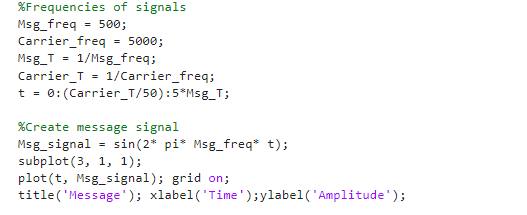 %Frequencies of signals
Msg_freq = 500;
Carrier_freq = 5000;
Msg_T = 1/Msg_freq;
Carrier_T = 1/Carrier_freq;
t = 0:(Carrier_T/50):5*Msg_T;
%Create message signal
Msg_signal = sin(2* pi* Msg_freq* t);
subplot(3, 1, 1);
plot(t, Msg_signal); grid on;
title('Message'); xlabel('Time');ylabel('Amplitude');